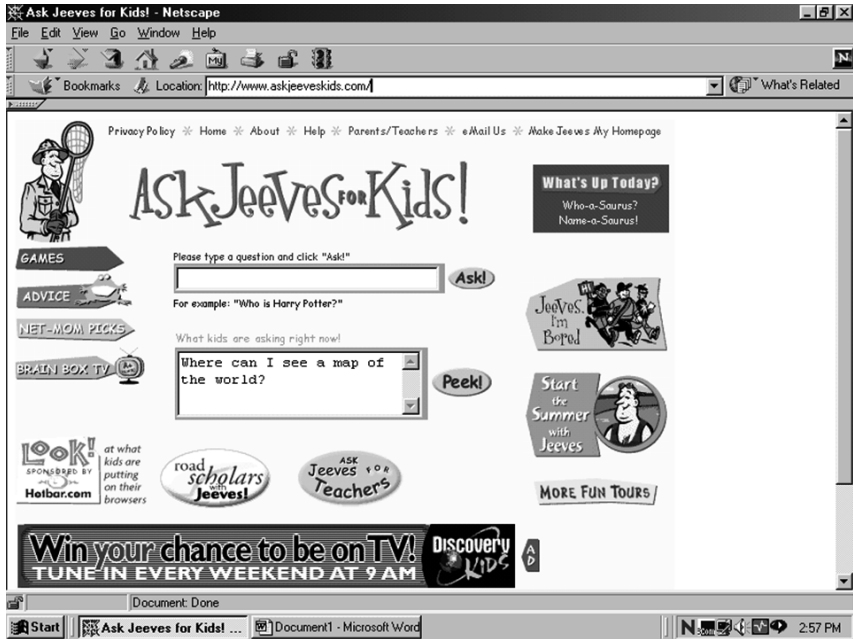 Ask Jeeves for Kids! - Netscape
File Edit View Go Window Help
My
N
Bookmarks Location: http://www.askjeeveskids.com/ What's Related
Privacy Policy Home About Help Parents/Teachers eMail Us Make Jeeves My Homepage
Ask Jeeves FOR Kids!
What's Up Today?
Who-a-Saurus?
Name-a-Saurus!
GAMES
ADVICE
NET-MOM PICKS
BRAIN BOX TV
Please type a question and click "Ask!"
Ask!
For example: "Who is Harry Potter?"
What kids are asking right now!
Where can I see a map of
the world?
Peek!
Jeeves,
I'm
Bored
Start
the
Summer
with
Jeeves
MORE FUN TOURS
LOOK!
SPONSORED BY
Hotbar.com
at what
kids are
putting
on their
browsers
road
scholars
with
Jeeves!
ASK
Jeeves FOR
Teachers
Win your chance to be on TV!
TUNE IN EVERY WEEKEND AT 9 AM
Discovery
KIDS
AD
Document: Done
Start Ask Jeeves for Kids! ... Document1 - Microsoft Word 2:57 PM